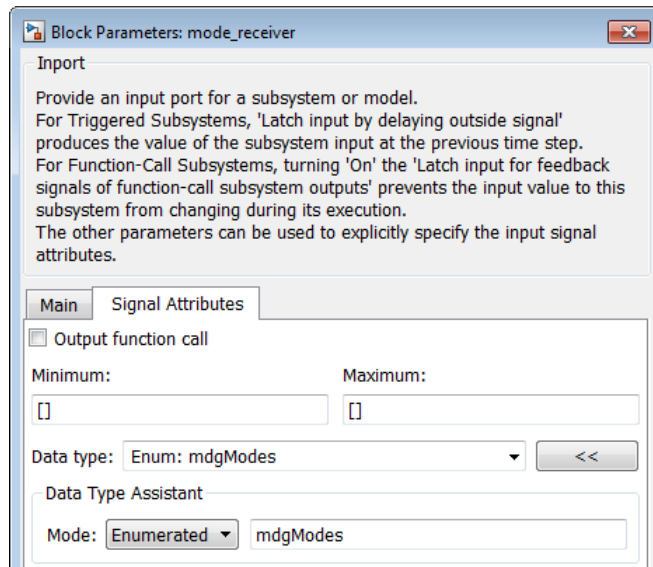 Block Parameters: mode_receiver
Inport
Provide an input port for a subsystem or model.
For Triggered Subsystems, 'Latch input by delaying outside signal'
produces the value of the subsystem input at the previous time step.
For Function-Call Subsystems, turning 'On' the 'Latch input for feedback
signals of function-call subsystem outputs' prevents the input value to this
subsystem from changing during its execution.
The other parameters can be used to explicitly specify the input signal
attributes.
Main Signal Attributes
Output function call
Minimum: Maximum:
[] []
Data type: Enum: mdgModes <<
Data Type Assistant
Mode: Enumerated mdgModes